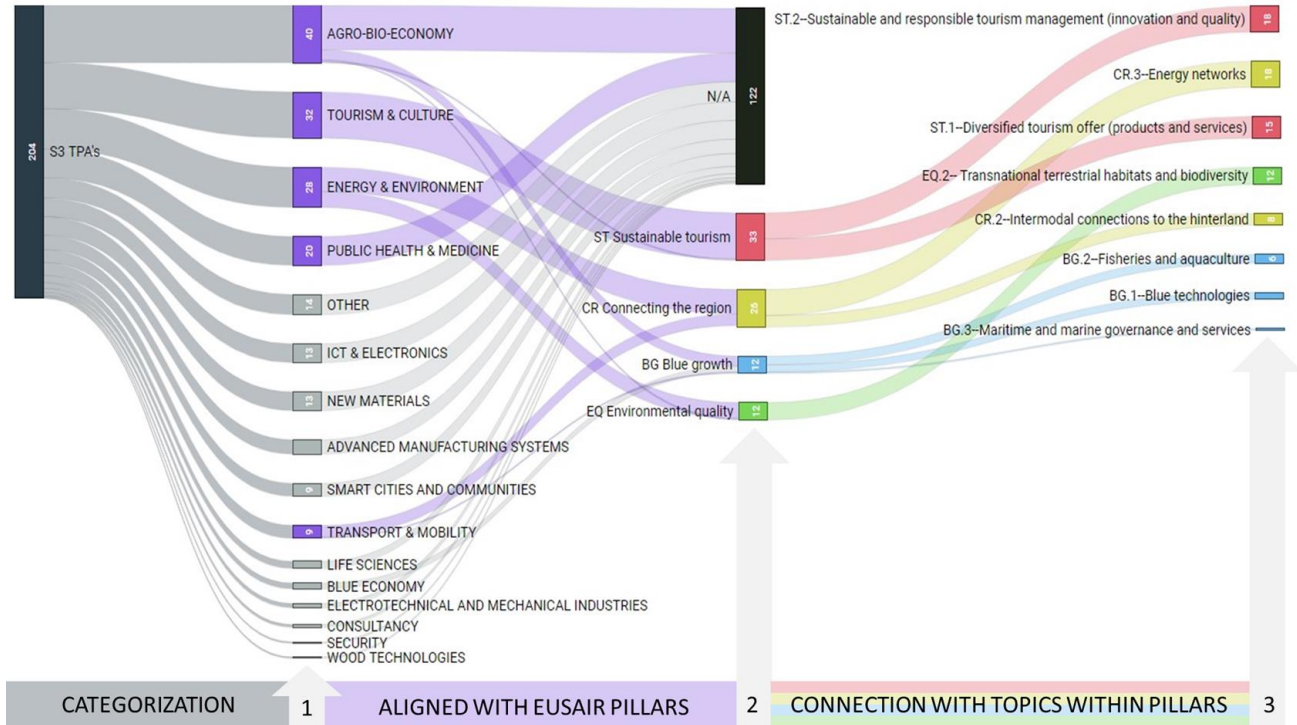 204
S3 TPA's
40
AGRO-BIO-ECONOMY
32
TOURISM & CULTURE
28
ENERGY & ENVIRONMENT
20
PUBLIC HEALTH & MEDICINE
14
OTHER
13
ICT & ELECTRONICS
13
NEW MATERIALS
ADVANCED MANUFACTURING SYSTEMS
9
SMART CITIES AND COMMUNITIES
9
TRANSPORT & MOBILITY
LIFE SCIENCES
BLUE ECONOMY
ELECTROTECHNICAL AND MECHANICAL INDUSTRIES
CONSULTANCY
SECURITY
WOOD TECHNOLOGIES
N/A
122
ST Sustainable tourism
33
CR Connecting the region
26
BG Blue growth
12
EQ Environmental quality
12
ST.2--Sustainable and responsible tourism management (innovation and quality)
18
CR.3--Energy networks
18
ST.1--Diversified tourism offer (products and services)
15
EQ.2-- Transnational terrestrial habitats and biodiversity
12
CR.2--Intermodal connections to the hinterland
8
BG.2--Fisheries and aquaculture
6
BG.1--Blue technologies
BG.3--Maritime and marine governance and services
CATEGORIZATION
1
ALIGNED WITH EUSAIR PILLARS
2
CONNECTION WITH TOPICS WITHIN PILLARS
3